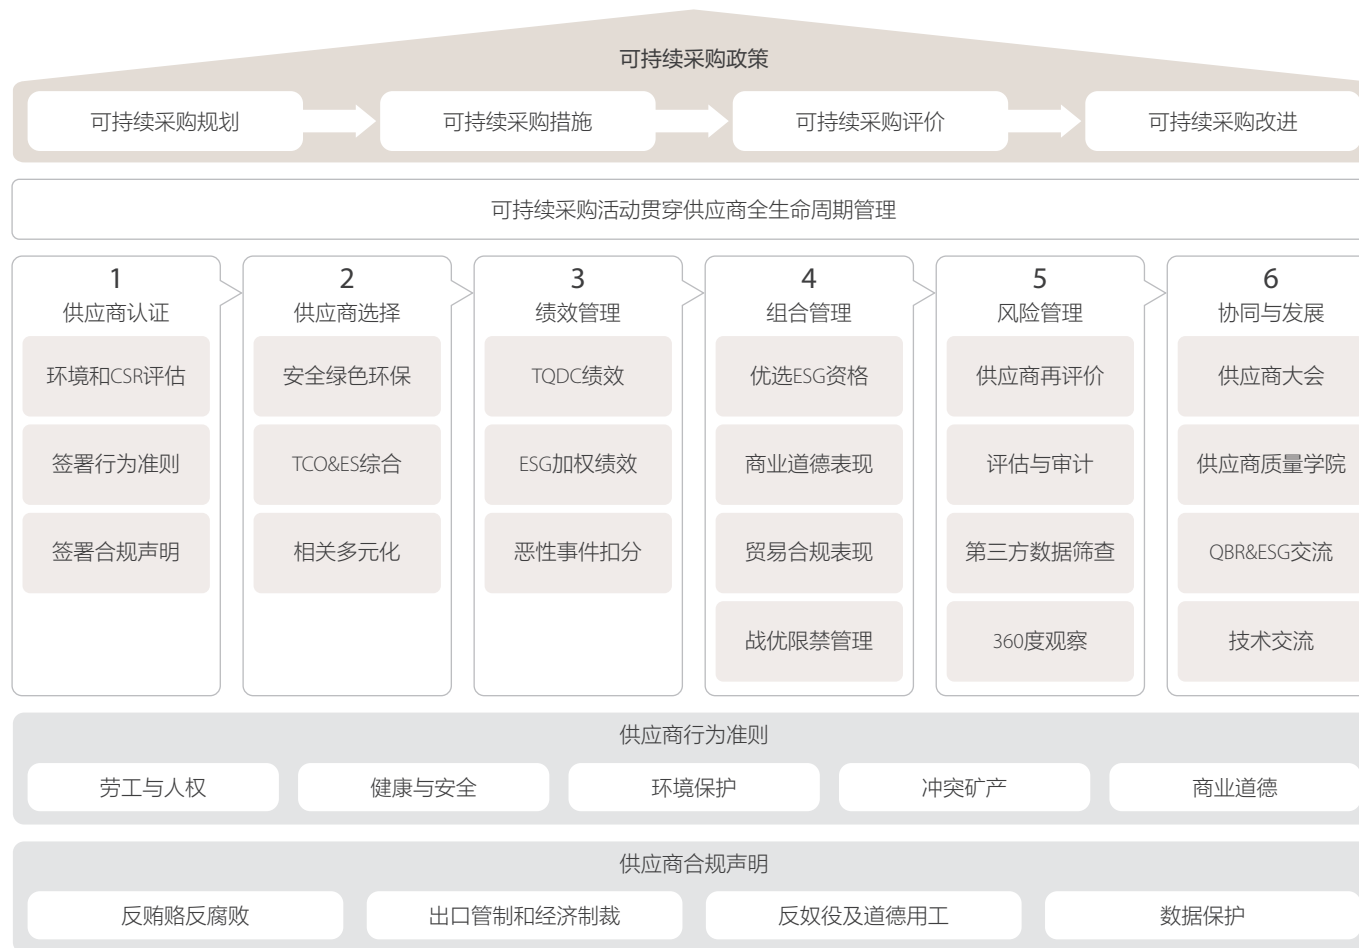 可持续采购政策
可持续采购规划
可持续采购措施
可持续采购评价
可持续采购改进
可持续采购活动贯穿供应商全生命周期管理
1
供应商认证
环境和CSR评估
签署行为准则
签署合规声明
2
供应商选择
安全绿色环保
TCO&ES综合
相关多元化
3
绩效管理
TQDC绩效
ESG加权绩效
恶性事件扣分
4
组合管理
优选ESG资格
商业道德表现
贸易合规表现
战优限禁管理
5
风险管理
供应商再评价
评估与审计
第三方数据筛查
360度观察
6
协同与发展
供应商大会
供应商质量学院
QBR&ESG交流
技术交流
供应商行为准则
劳工与人权
健康与安全
环境保护
冲突矿产
商业道德
供应商合规声明
反贿赂反腐败
出口管制和经济制裁
反奴役及道德用工
数据保护